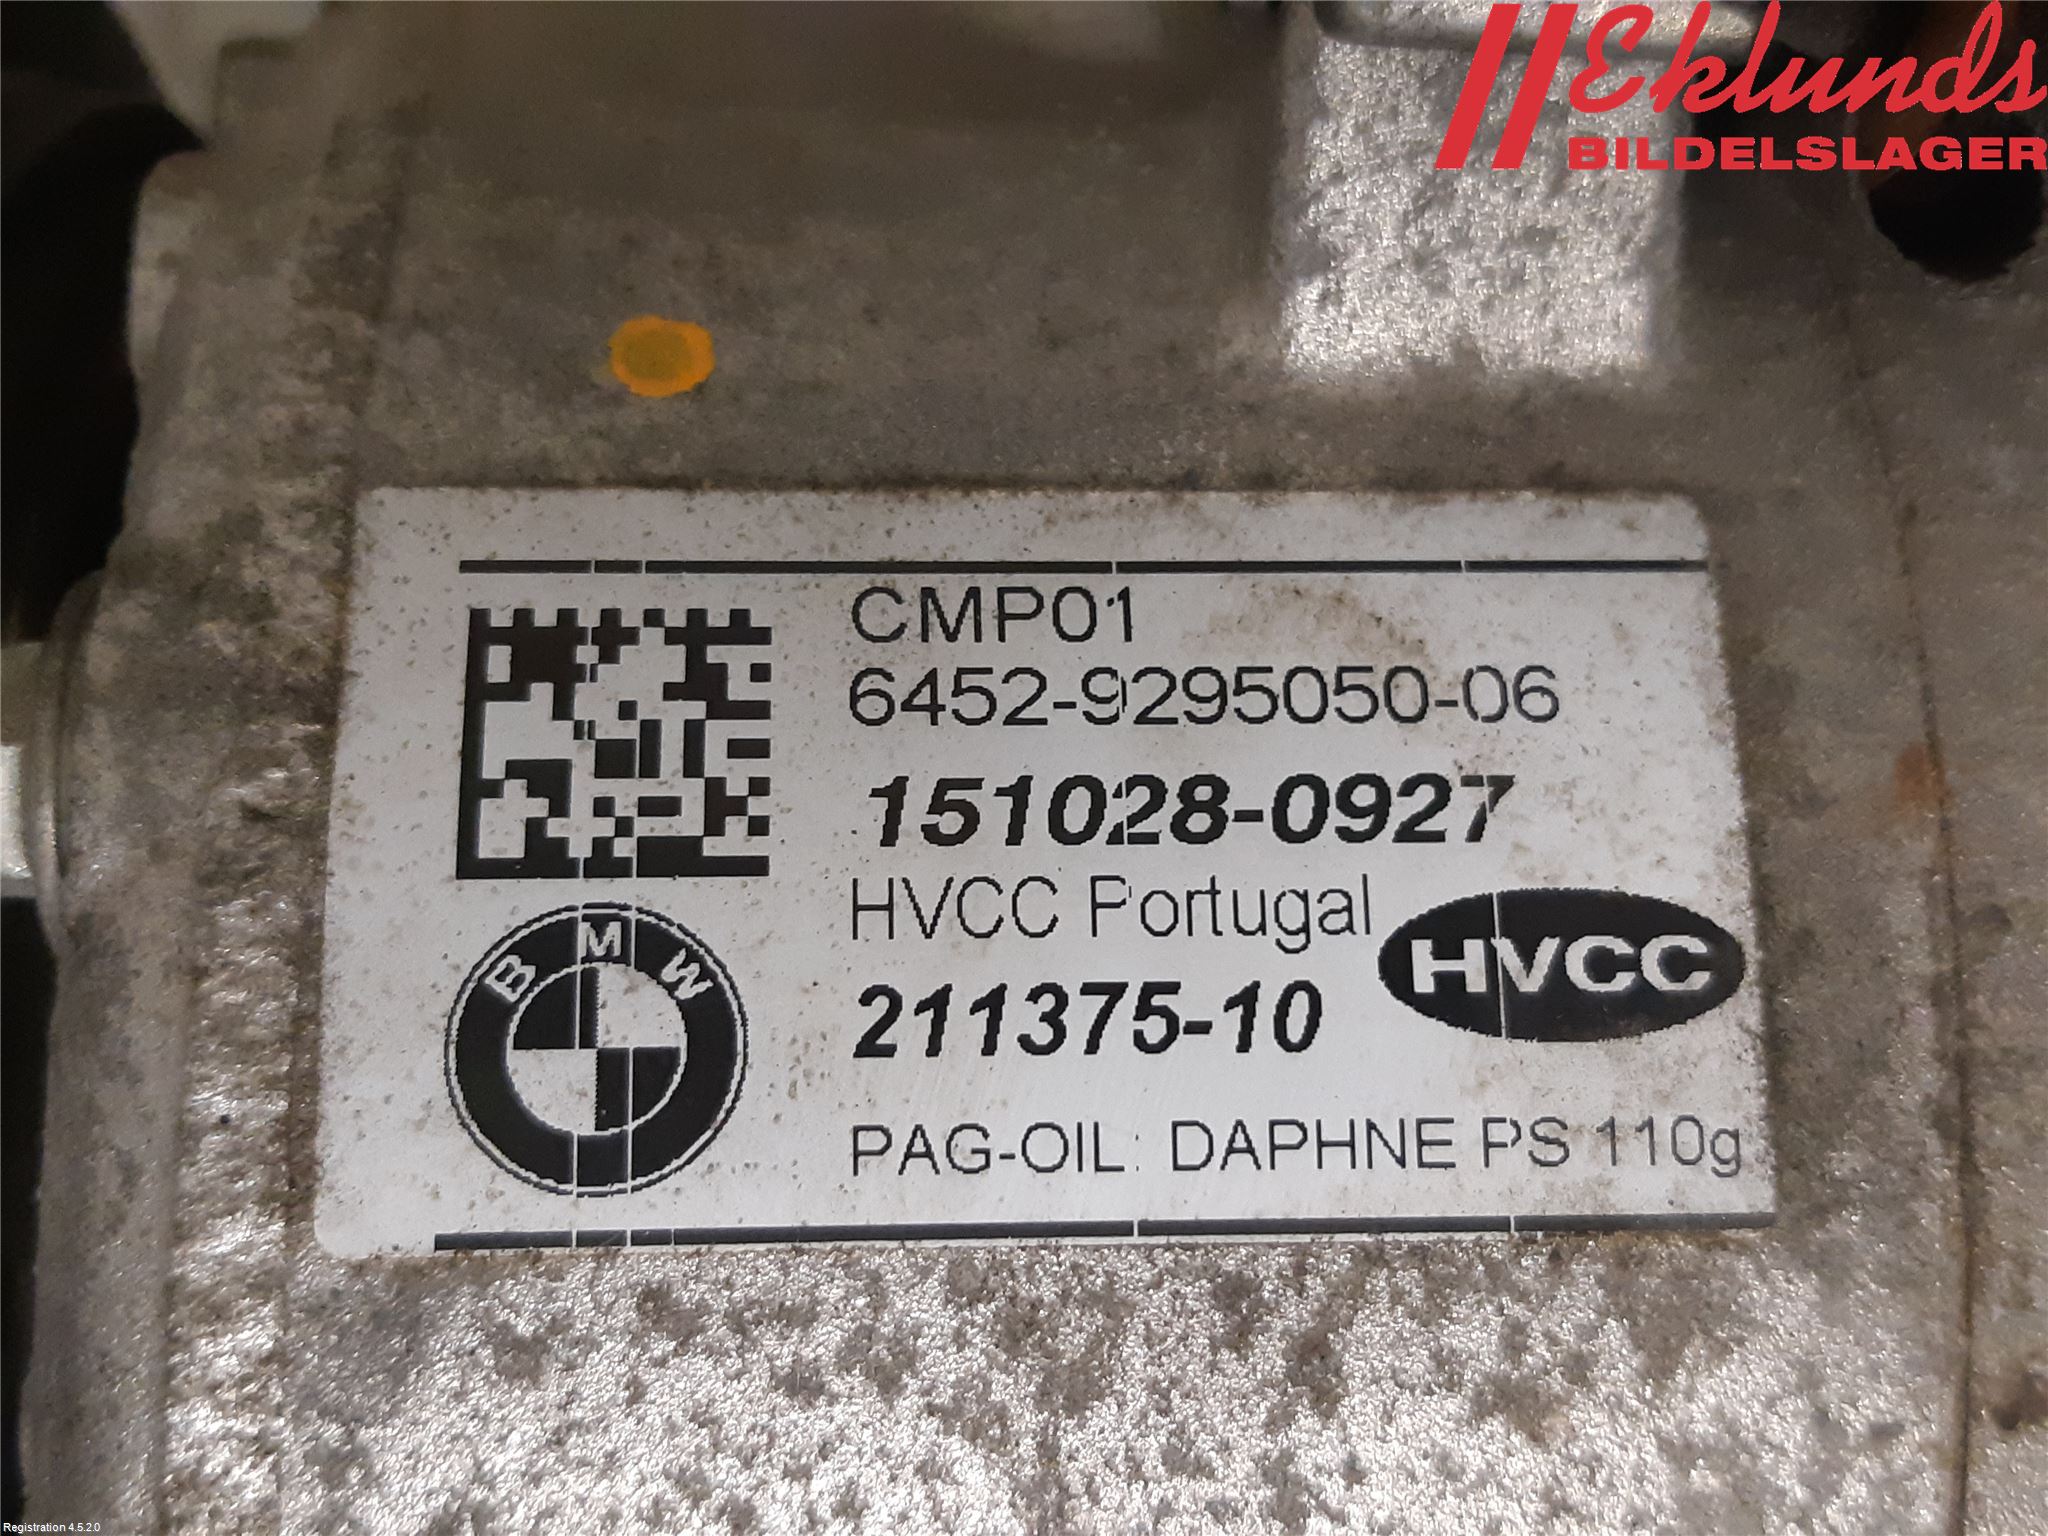 Eklunds
BILDELSLAGER
CMP01
6452-9295050-06
151028-0927
HVCC Portugal
HVCC
BMW
211375-10
PAG-OIL: DAPHNE PS 110g
Registration 4.5.2.0